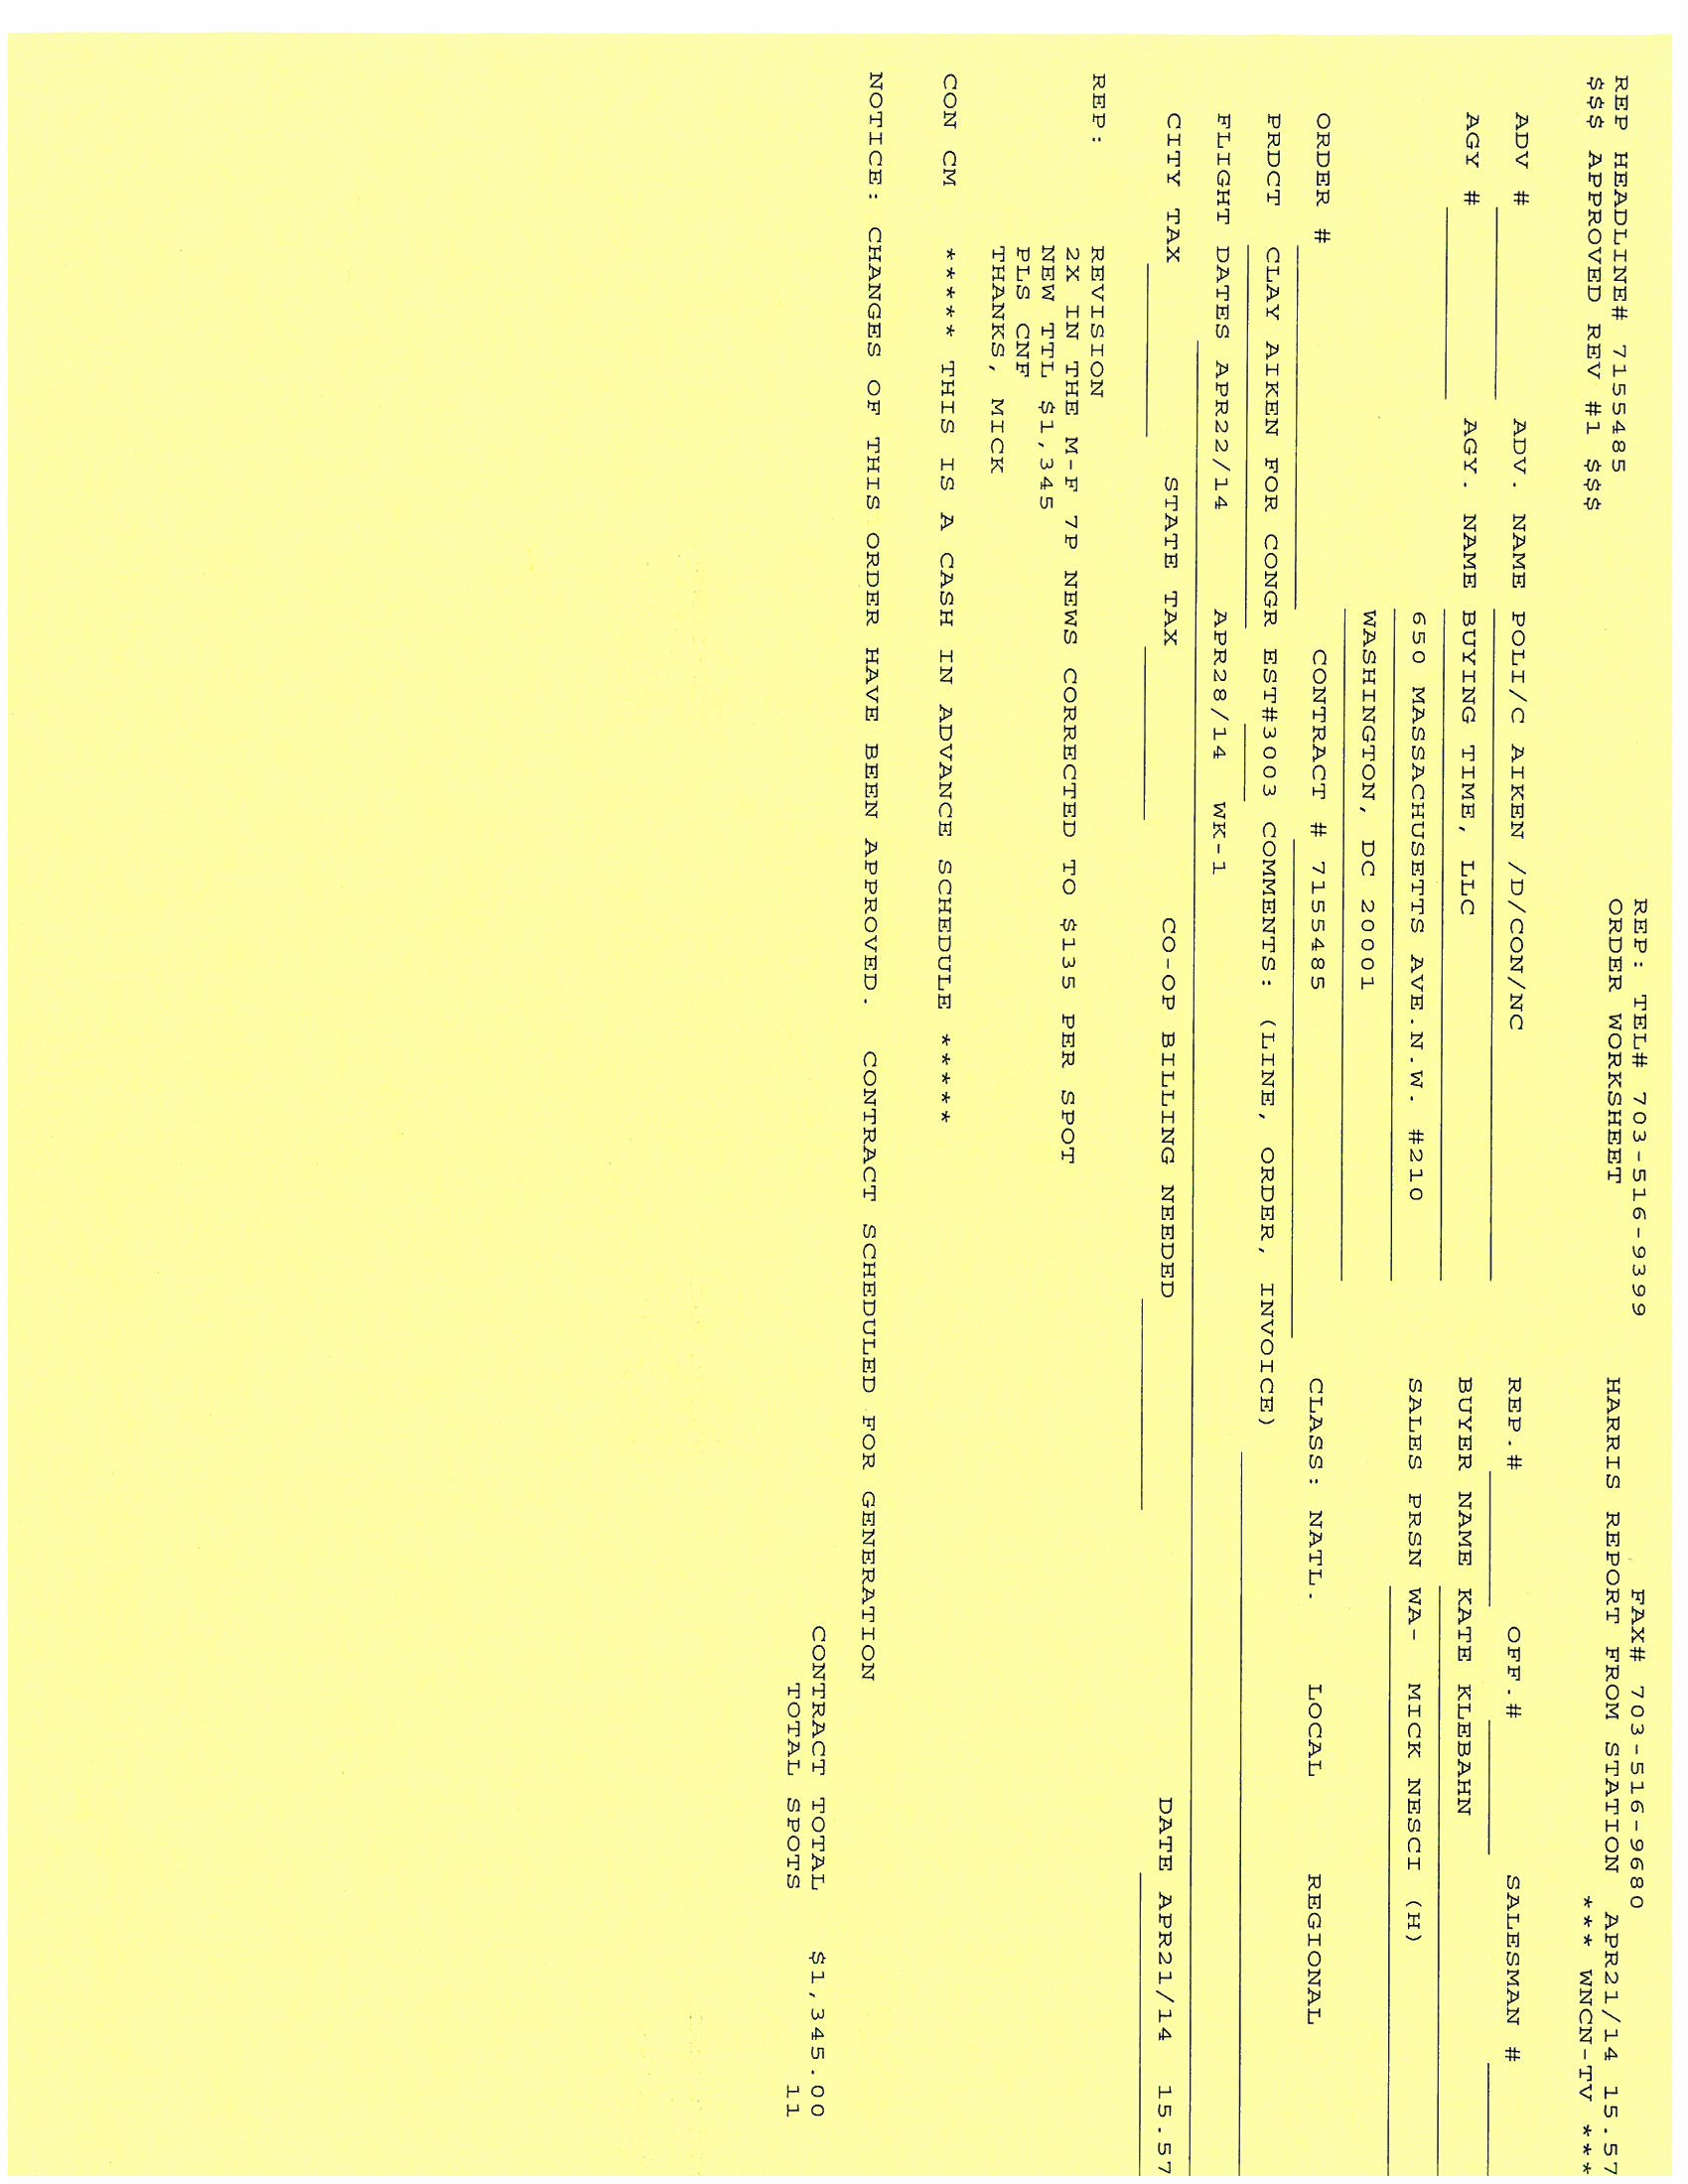 REP: TEL# 703-516-9399 FAX# 703-516-9680
REP HEADLINE# 7155485 ORDER WORKSHEET HARRIS REPORT FROM STATION APR21/14 15.57
$$$ APPROVED REV #1 $$$ *** WNCN-TV ***
ADV # ADV. NAME POLI/C AIKEN /D/CON/NC REP.# OFF.# SALESMAN #
AGY # AGY. NAME BUYING TIME, LLC BUYER NAME KATE KLEBAHN
650 MASSACHUSETTS AVE.N.W. #210 SALES PRSN WA- MICK NESCI (H)
WASHINGTON, DC 20001
ORDER # CONTRACT # 7155485 CLASS: NATL. LOCAL REGIONAL
PRDCT CLAY AIKEN FOR CONGR EST#3003 COMMENTS: (LINE, ORDER, INVOICE)
FLIGHT DATES APR22/14 APR28/14 WK-1
CITY TAX STATE TAX CO-OP BILLING NEEDED DATE APR21/14 15.57
REP: REVISION
2X IN THE M-F 7P NEWS CORRECTED TO $135 PER SPOT
NEW TTL $1,345
PLS CNF
THANKS, MICK
CON CM ***** THIS IS A CASH IN ADVANCE SCHEDULE *****
NOTICE: CHANGES OF THIS ORDER HAVE BEEN APPROVED. CONTRACT SCHEDULED FOR GENERATION
CONTRACT TOTAL $1,345.00
TOTAL SPOTS 11